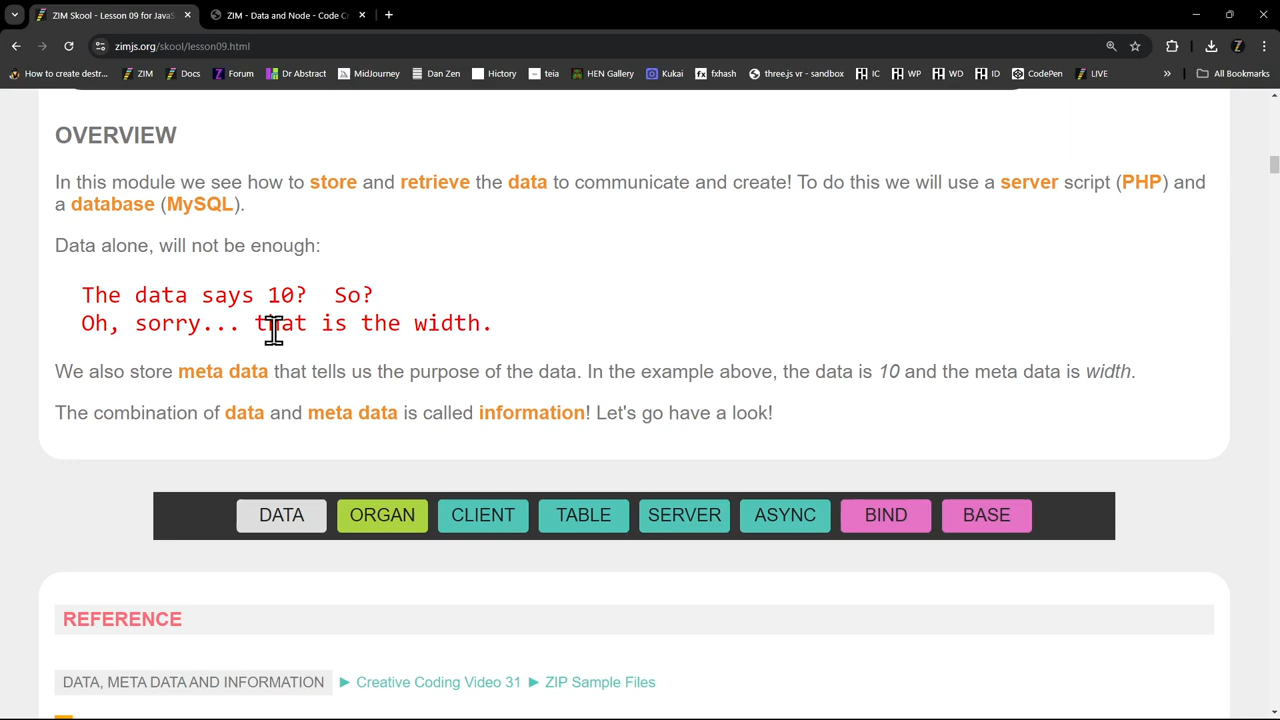 ZIM Skool - Lesson 09 for JavaS
ZIM - Data and Node - Code C
zimjs.org/skool/lesson09.html
How to create destr...
ZIM
Docs
Forum
Dr Abstract
MidJourney
Dan Zen
Hictory
teia
HEN Gallery
Kukai
fxhash
three.js vr - sandbox
IC
WP
WD
ID
CodePen
LIVE
»
All Bookmarks
OVERVIEW
In this module we see how to store and retrieve the data to communicate and create! To do this we will use a server script (PHP) and
a database (MySQL).
Data alone, will not be enough:
The data says 10?  So?
Oh, sorry... that is the width.
We also store meta data that tells us the purpose of the data. In the example above, the data is 10 and the meta data is width.
The combination of data and meta data is called information! Let's go have a look!
DATA ORGAN CLIENT TABLE SERVER ASYNC BIND BASE
REFERENCE
DATA, META DATA AND INFORMATION ► Creative Coding Video 31 ► ZIP Sample Files